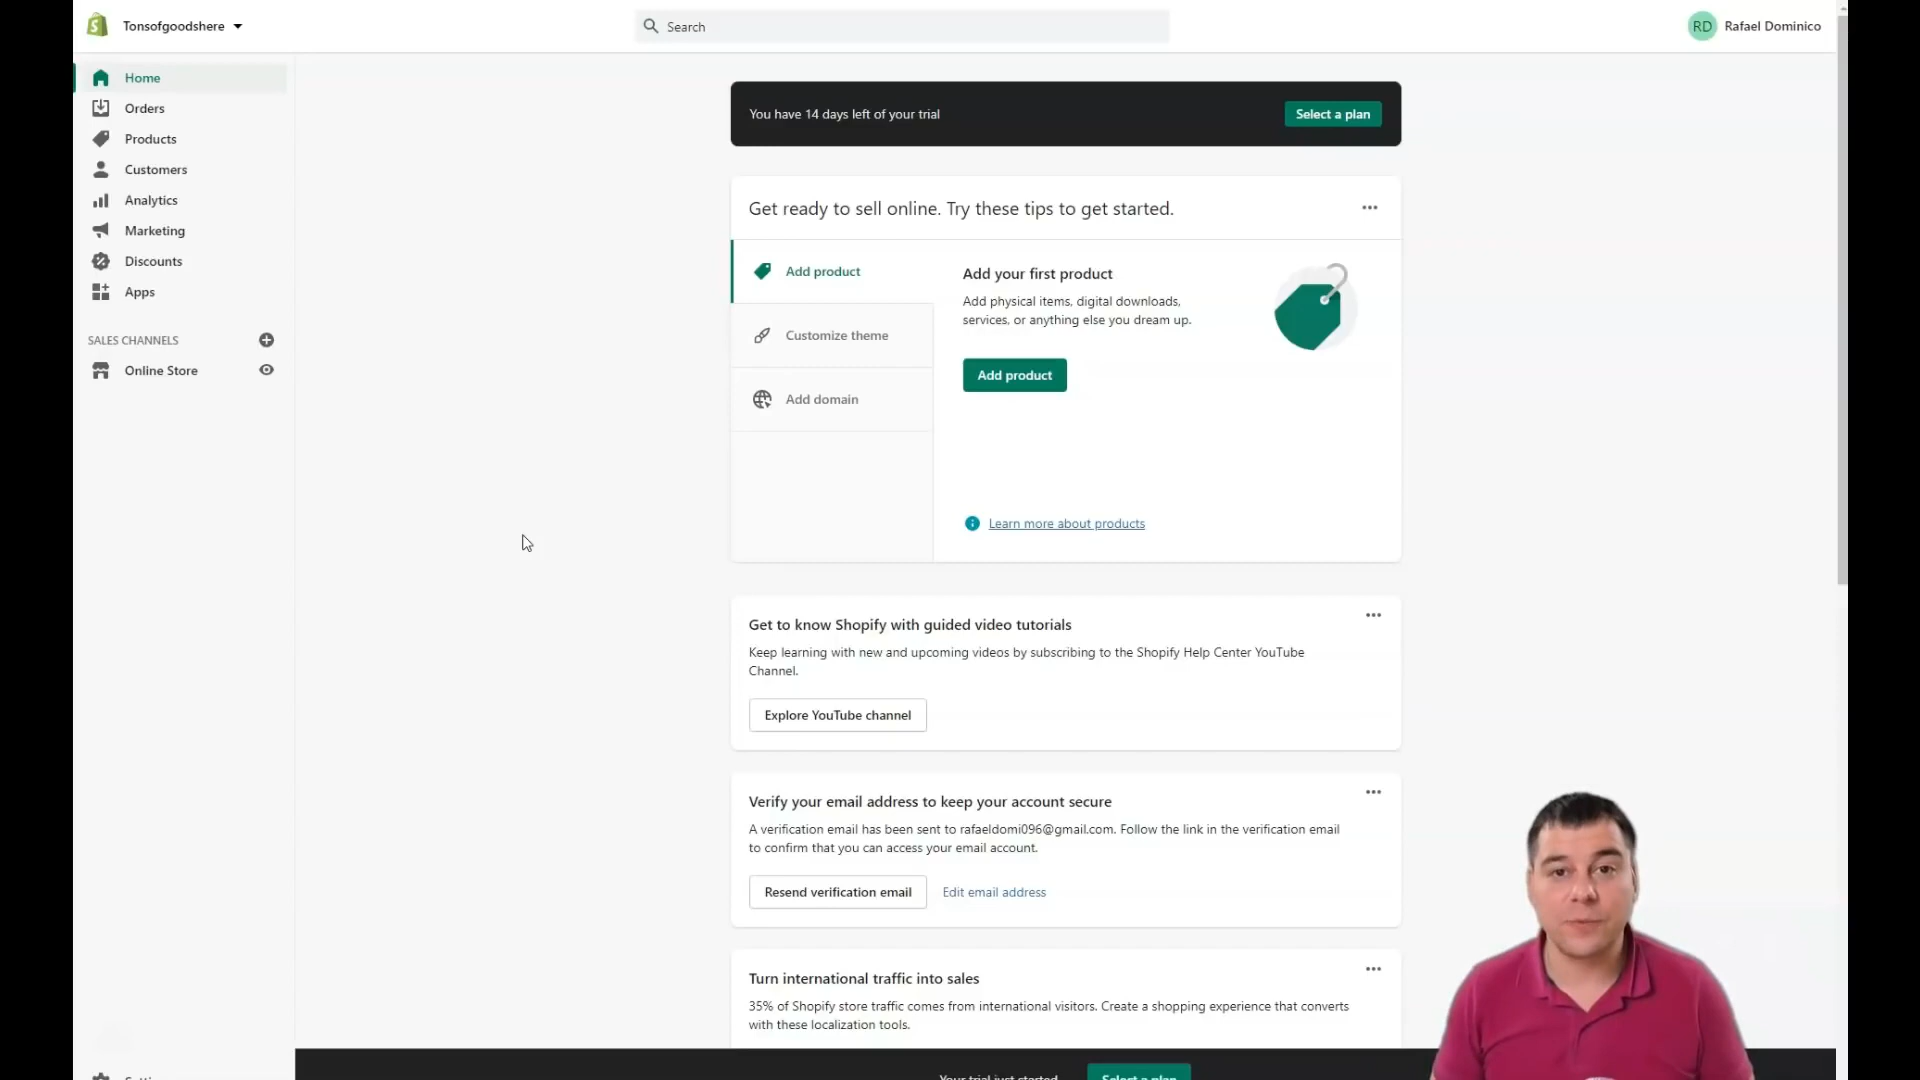 Tonsofgoodshere
Search
RD Rafael Dominico
Home
Orders
Products
Customers
Analytics
Marketing
Discounts
Apps
SALES CHANNELS
Online Store
You have 14 days left of your trial
Select a plan
Get ready to sell online. Try these tips to get started.
Add product
Customize theme
Add domain
Add your first product
Add physical items, digital downloads,
services, or anything else you dream up.
Add product
Learn more about products
Get to know Shopify with guided video tutorials
Keep learning with new and upcoming videos by subscribing to the Shopify Help Center YouTube
Channel.
Explore YouTube channel
Verify your email address to keep your account secure
A verification email has been sent to rafaeldomi096@gmail.com. Follow the link in the verification email
to confirm that you can access your email account.
Resend verification email
Edit email address
Turn international traffic into sales
35% of Shopify store traffic comes from international visitors. Create a shopping experience that converts
with these localization tools.
Your trial just started
Select a plan